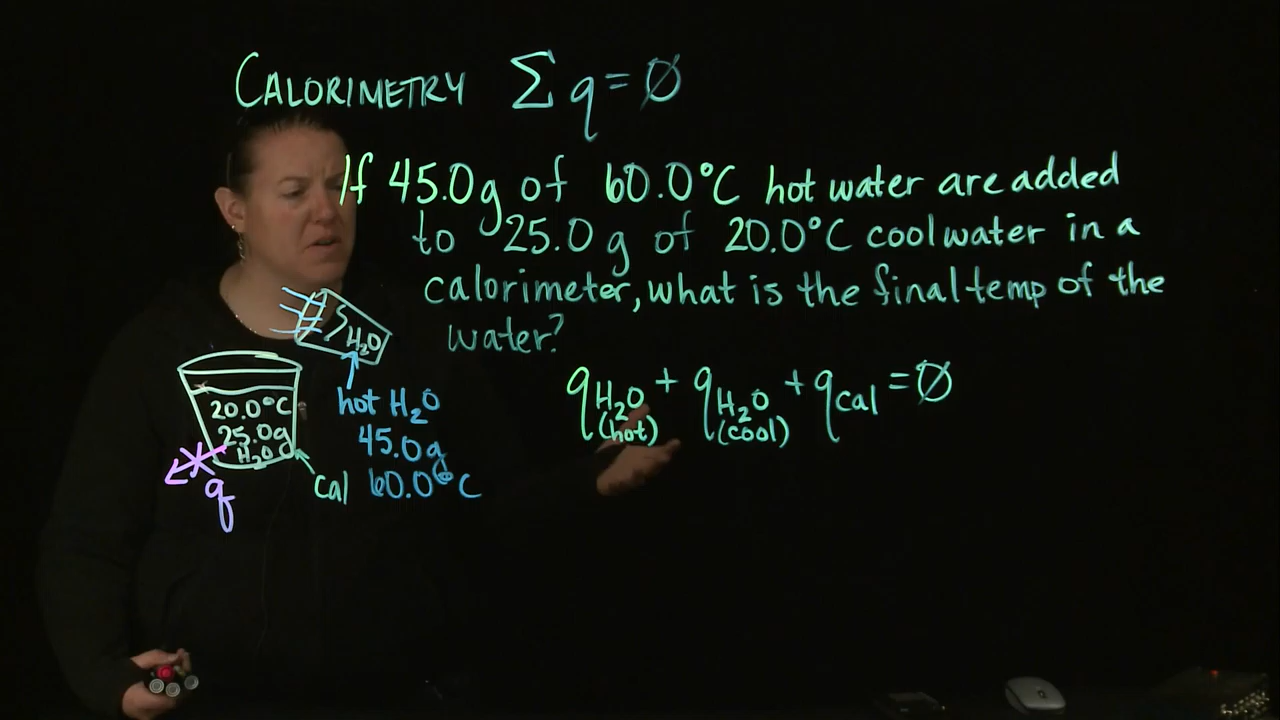 CALORIMETRY Σ q = Ø
If 45.0g of 60.0°C hot water are added
to 25.0 g of 20.0°C cool water in a
calorimeter, what is the final temp of the
water?
H₂O
20.0°C
25.0g
H₂O
q
cal
hot H₂O
45.0g
60.0°C
qH₂O (hot) + qH₂O (cool) + qcal = Ø